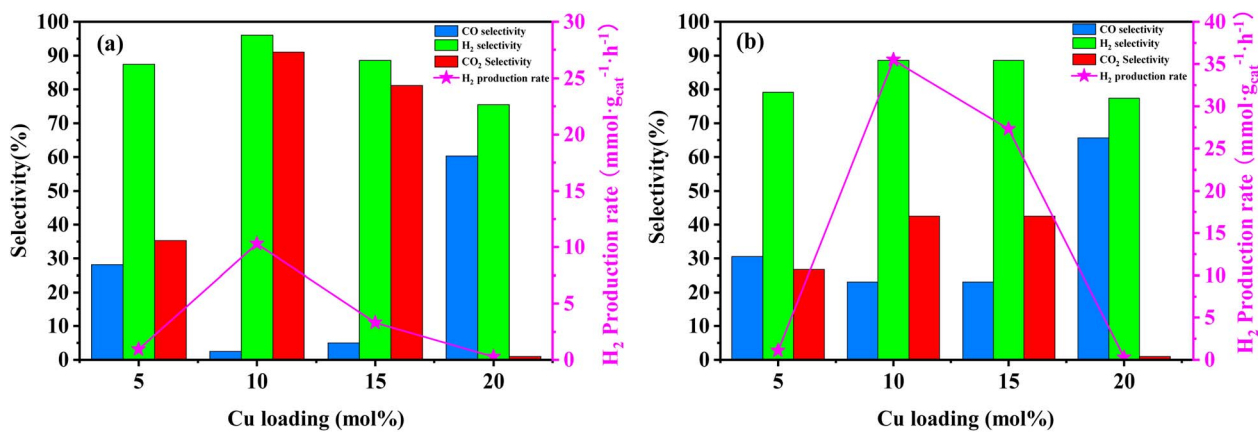 (a)
CO selectivity
H₂ selectivity
CO₂ Selectivity
H₂ production rate
100
90
80
70
60
50
40
30
20
10
0
Selectivity(%)
5 10 15 20
Cu loading (mol%)
30
25
20
15
10
5
0
H₂ Production rate (mmol·g_cat⁻¹·h⁻¹)
(b)
CO selectivity
H₂ selectivity
CO₂ Selectivity
H₂ production rate
100
90
80
70
60
50
40
30
20
10
0
Selectivity(%)
5 10 15 20
Cu loading (mol%)
40
35
30
25
20
15
10
5
0
H₂ Production rate (mmol·g_cat⁻¹·h⁻¹)